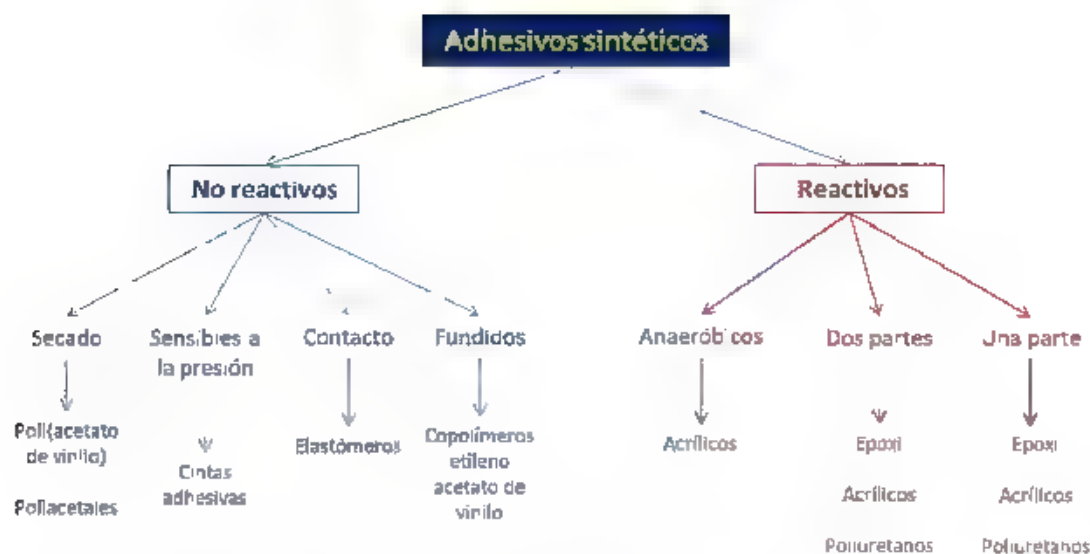 Adhesivos sintéticos
No reactivos
Reactivos
Secado
Sensibles a
la presión
Contacto
Fundidos
Anaeróbicos
Dos partes
Una parte
Poli(acetato
de vinilo)
Poliacetales
Cintas
adhesivas
Elastómeros
Copolímeros
etileno
acetato de
vinilo
Acrílicos
Epoxi
Acrílicos
Poliuretanos
Epoxi
Acrílicos
Poliuretanos